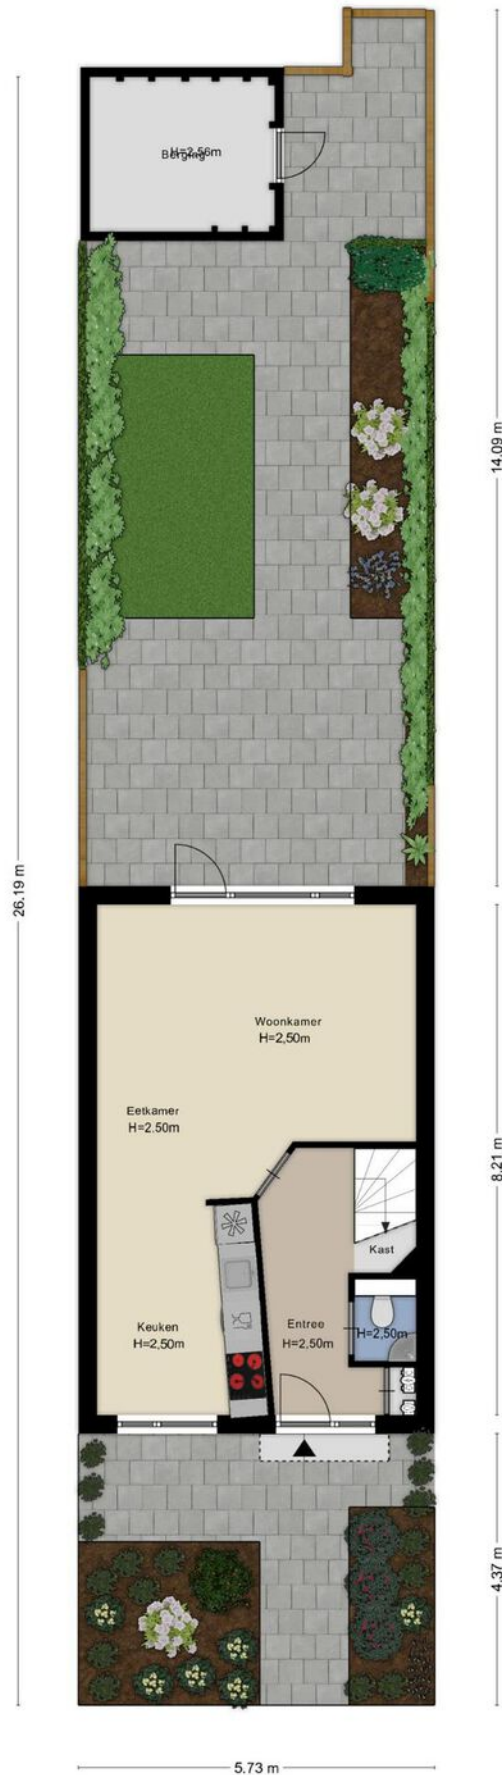 Berging
H=2,56m
14.09 m
26.19 m
Woonkamer
H=2,50m
Eetkamer
H=2.50m
8.21 m
Kast
Keuken
H=2,50m
Entree
H=2,50m
H=2,50m
4.37 m
5.73 m